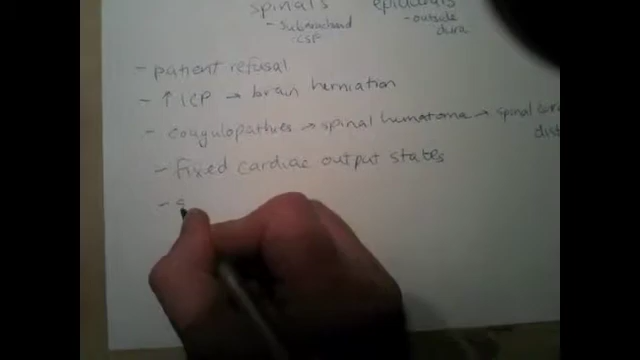 spinals epidurals
- subarachnoid - outside
CSF dura
- patient refusal
- ↑ ICP → brain herniation
- coagulopathies → spinal hematoma → spinal
- fixed cardiac output states
- s